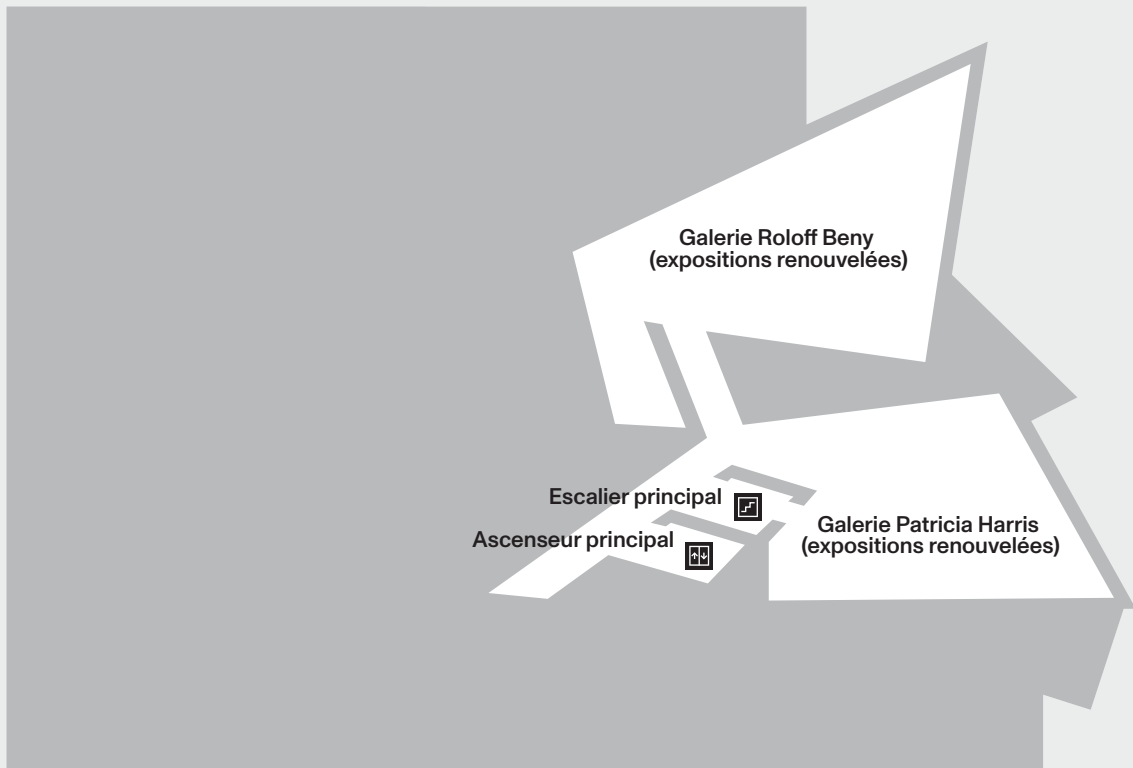 Galerie Roloff Beny
(expositions renouvelées)
Escalier principal
Ascenseur principal
Galerie Patricia Harris
(expositions renouvelées)